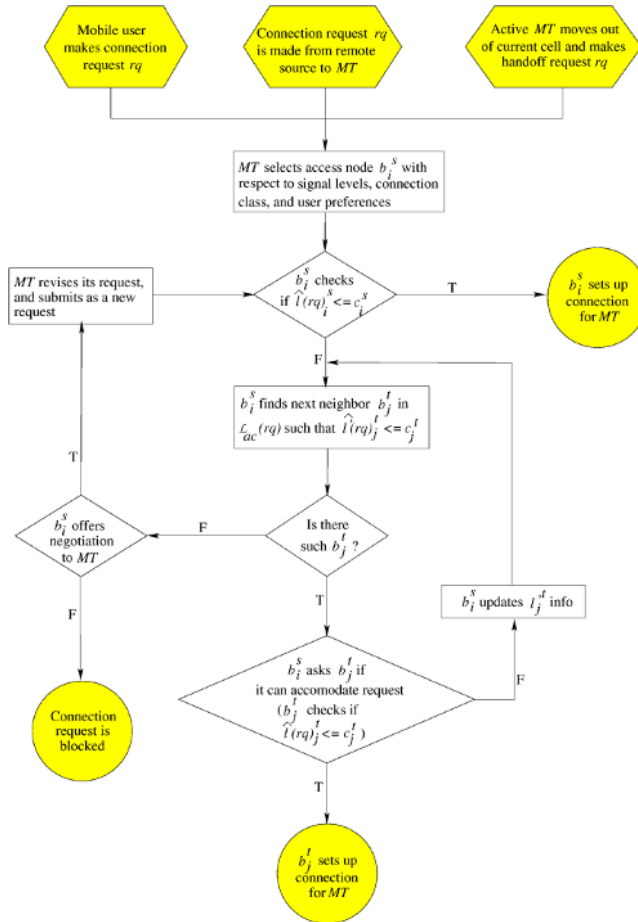 Mobile user
makes connection
request rq
Connection request rq
is made from remote
source to MT
Active MT moves out
of current cell and makes
handoff request rq
MT selects access node b_i^s with
respect to signal levels, connection
class, and user preferences
MT revises its request,
and submits as a new
request
b_i^s checks
if l̂(rq)_i^s <= c_i^s
T
b_i^s sets up
connection
for MT
F
b_i^s finds next neighbor b_j^t in
ℒ_ac(rq) such that l̂(rq)_j^t <= c_j^t
T
b_i^s offers
negotiation
to MT
F
Is there
such b_j^t ?
b_i^s updates l_j^'t info
F
T
F
b_i^s asks b_j^t if
it can accomodate request
(b_j^t checks if
l̂(rq)_j^t <= c_j^t )
Connection
request is
blocked
T
b_j^t sets up
connection
for MT